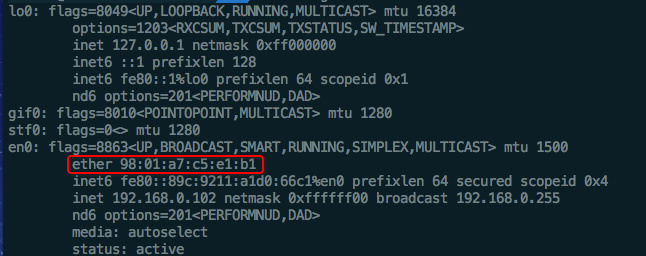 lo0: flags=8049<UP,LOOPBACK,RUNNING,MULTICAST> mtu 16384
options=1203<RXCSUM,TXCSUM,TXSTATUS,SW_TIMESTAMP>
inet 127.0.0.1 netmask 0xff000000
inet6 ::1 prefixlen 128
inet6 fe80::1%lo0 prefixlen 64 scopeid 0x1
nd6 options=201<PERFORMNUD,DAD>
gif0: flags=8010<POINTOPOINT,MULTICAST> mtu 1280
stf0: flags=0<> mtu 1280
en0: flags=8863<UP,BROADCAST,SMART,RUNNING,SIMPLEX,MULTICAST> mtu 1500
ether 98:01:a7:c5:e1:b1
inet6 fe80::89c:9211:a1d0:66c1%en0 prefixlen 64 secured scopeid 0x4
inet 192.168.0.102 netmask 0xffffff00 broadcast 192.168.0.255
nd6 options=201<PERFORMNUD,DAD>
media: autoselect
status: active